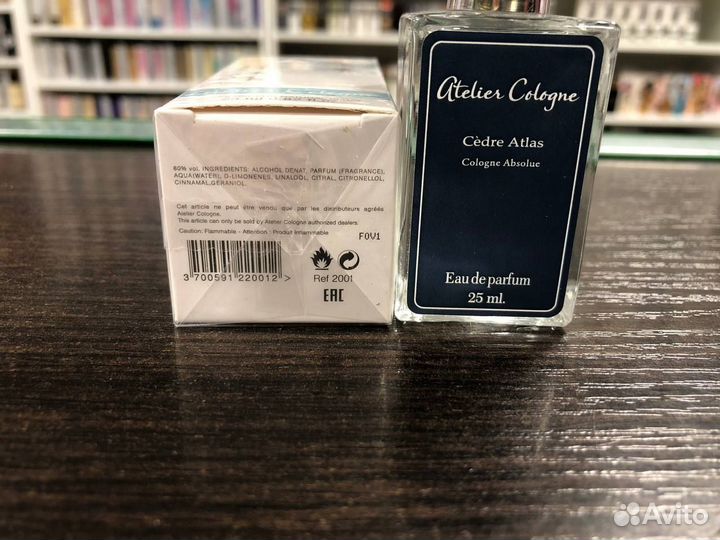 60% vol. INGREDIENTS: ALCOHOL DENAT, PARFUM (FRAGRANCE),
AQUA(WATER), D-LIMONENES, LINALOOL, CITRAL, CITRONELLOL,
CINNAMAL,GERANIOL.
Cet article ne peut être vendu que par les distributeurs agréés
Atelier Cologne.
This article can only be sold by Atelier Cologne authorized dealers.
Caution: Flammable - Attention : Produit Inflammable
F0V1
3 700591 220012 >
Ref 2001
EAC
Atelier Cologne
Cèdre Atlas
Cologne Absolue
Eau de parfum
25 ml.
Avito